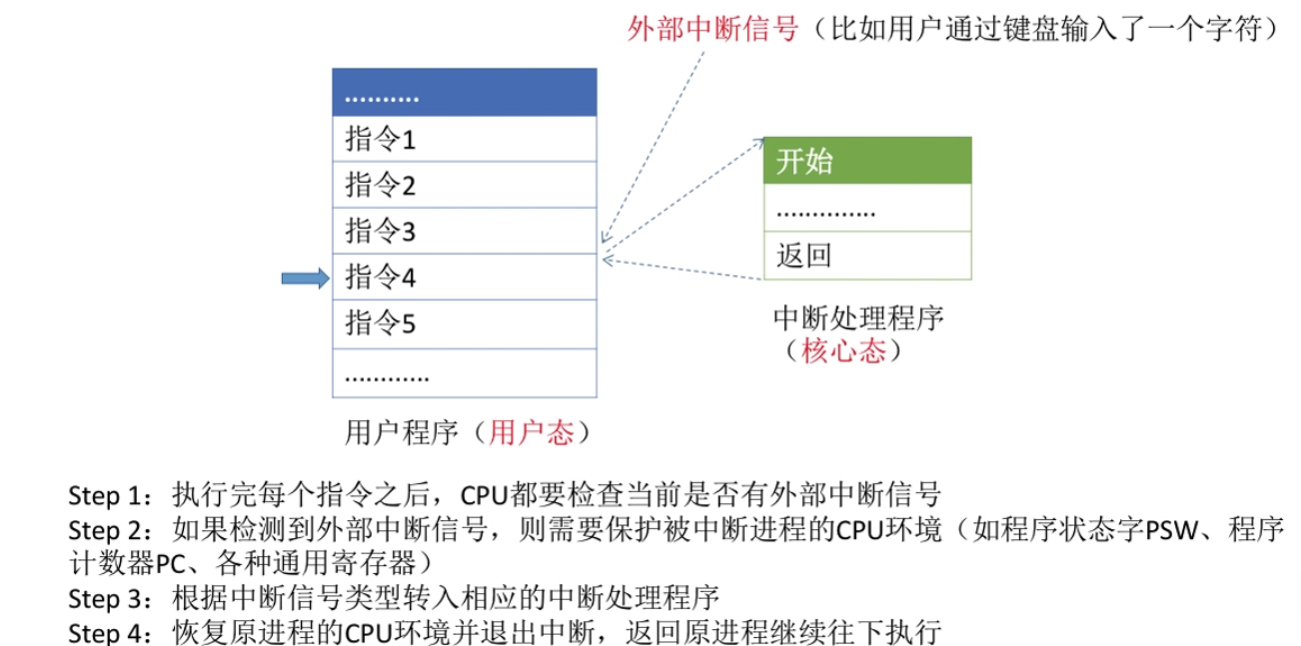 外部中断信号（比如用户通过键盘输入了一个字符）
..........
指令1
指令2
指令3
指令4
指令5
............
用户程序（用户态）
开始
..............
返回
中断处理程序
（核心态）
Step 1：执行完每个指令之后，CPU都要检查当前是否有外部中断信号
Step 2：如果检测到外部中断信号，则需要保护被中断进程的CPU环境（如程序状态字PSW、程序
计数器PC、各种通用寄存器）
Step 3：根据中断信号类型转入相应的中断处理程序
Step 4：恢复原进程的CPU环境并退出中断，返回原进程继续往下执行